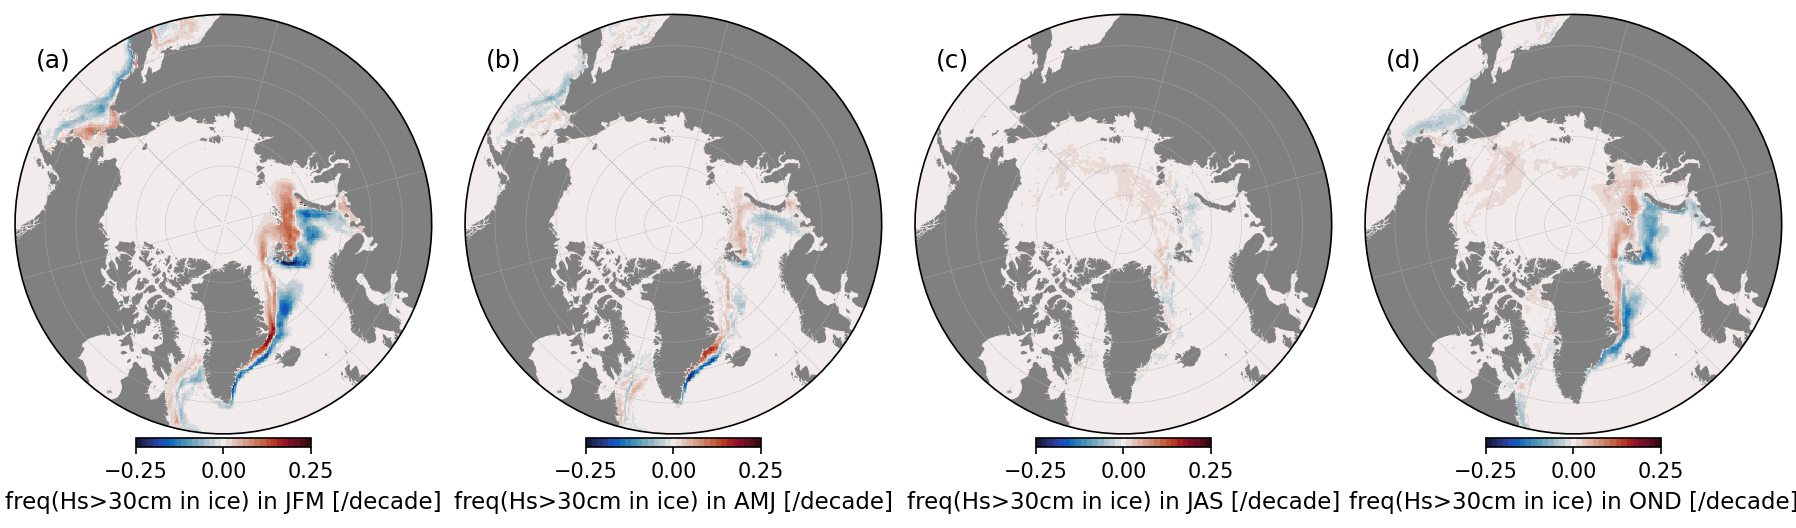 (a) (b) (c) (d)
−0.25 0.00 0.25 −0.25 0.00 0.25 −0.25 0.00 0.25 −0.25 0.00 0.25
freq(Hs>30cm in ice) in JFM [/decade] freq(Hs>30cm in ice) in AMJ [/decade] freq(Hs>30cm in ice) in JAS [/decade] freq(Hs>30cm in ice) in OND [/decade]